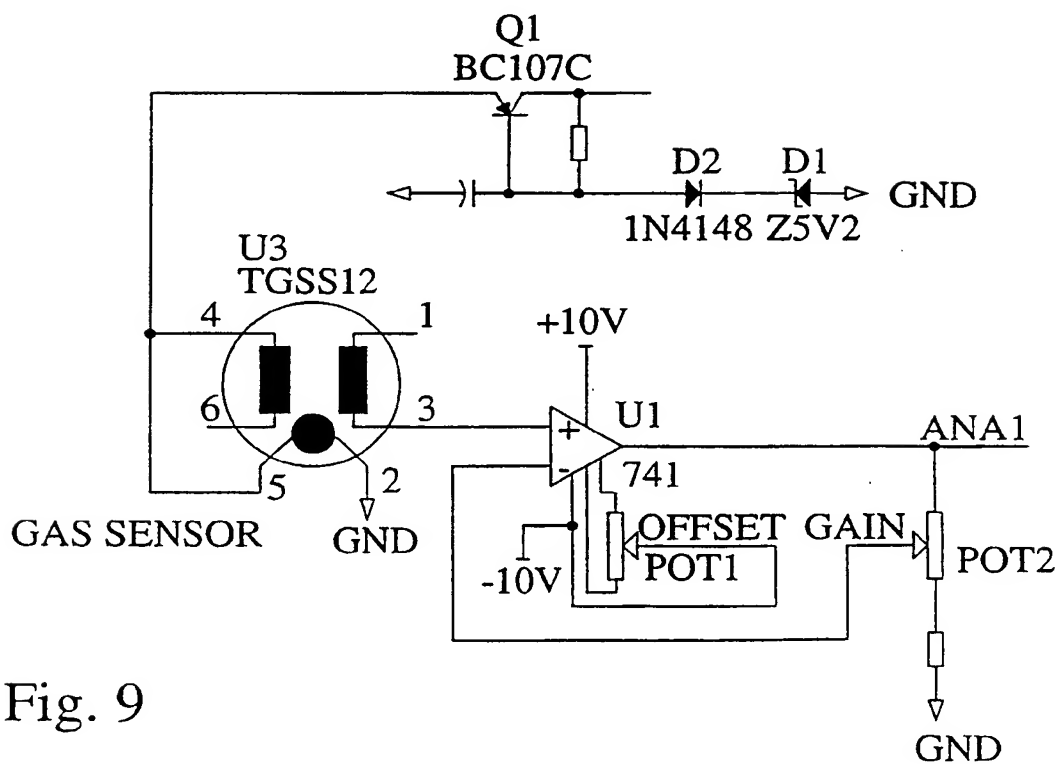 Q1
BC107C
D2
D1
GND
1N4148
Z5V2
U3
TGSS12
4
1
+10V
6
3
+
U1
ANA1
-
741
5
2
GAS SENSOR
GND
OFFSET
GAIN
-10V
POT1
POT2
Fig. 9
GND